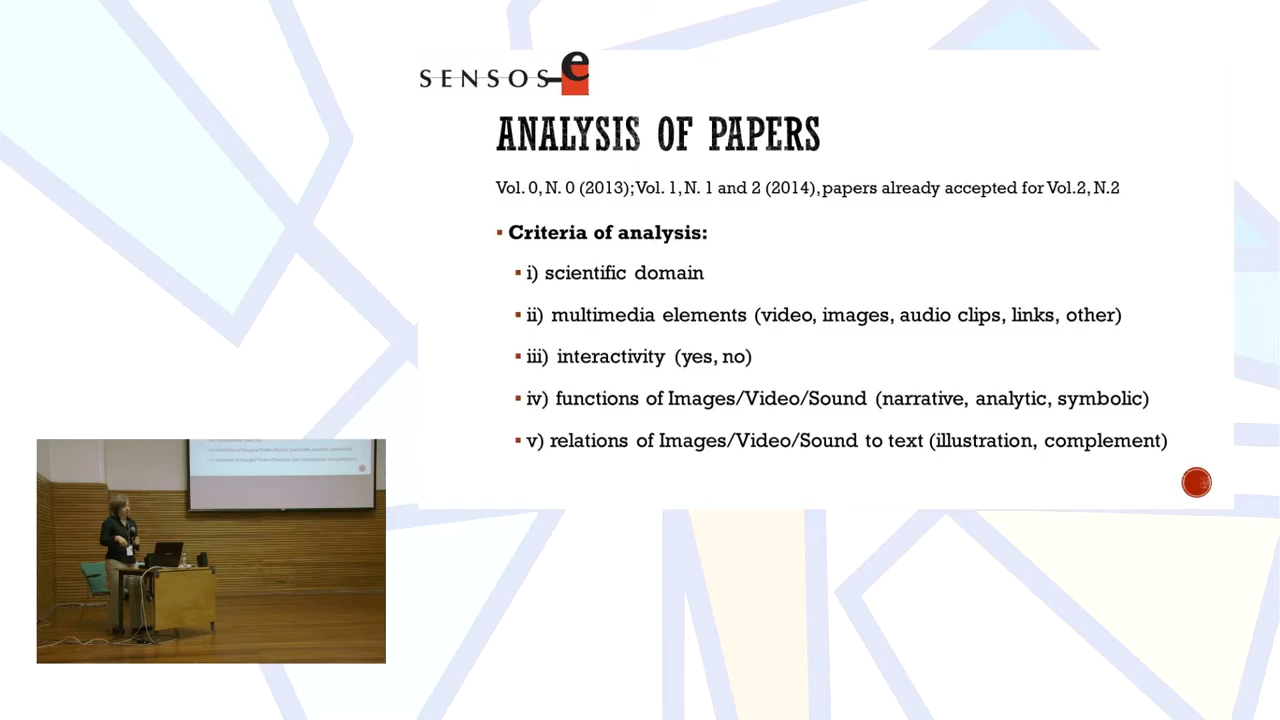 SENSOS-e
ANALYSIS OF PAPERS
Vol. 0, N. 0 (2013); Vol. 1, N. 1 and 2 (2014), papers already accepted for Vol.2, N.2
Criteria of analysis:
i) scientific domain
ii) multimedia elements (video, images, audio clips, links, other)
iii) interactivity (yes, no)
iv) functions of Images/Video/Sound (narrative, analytic, symbolic)
v) relations of Images/Video/Sound to text (illustration, complement)